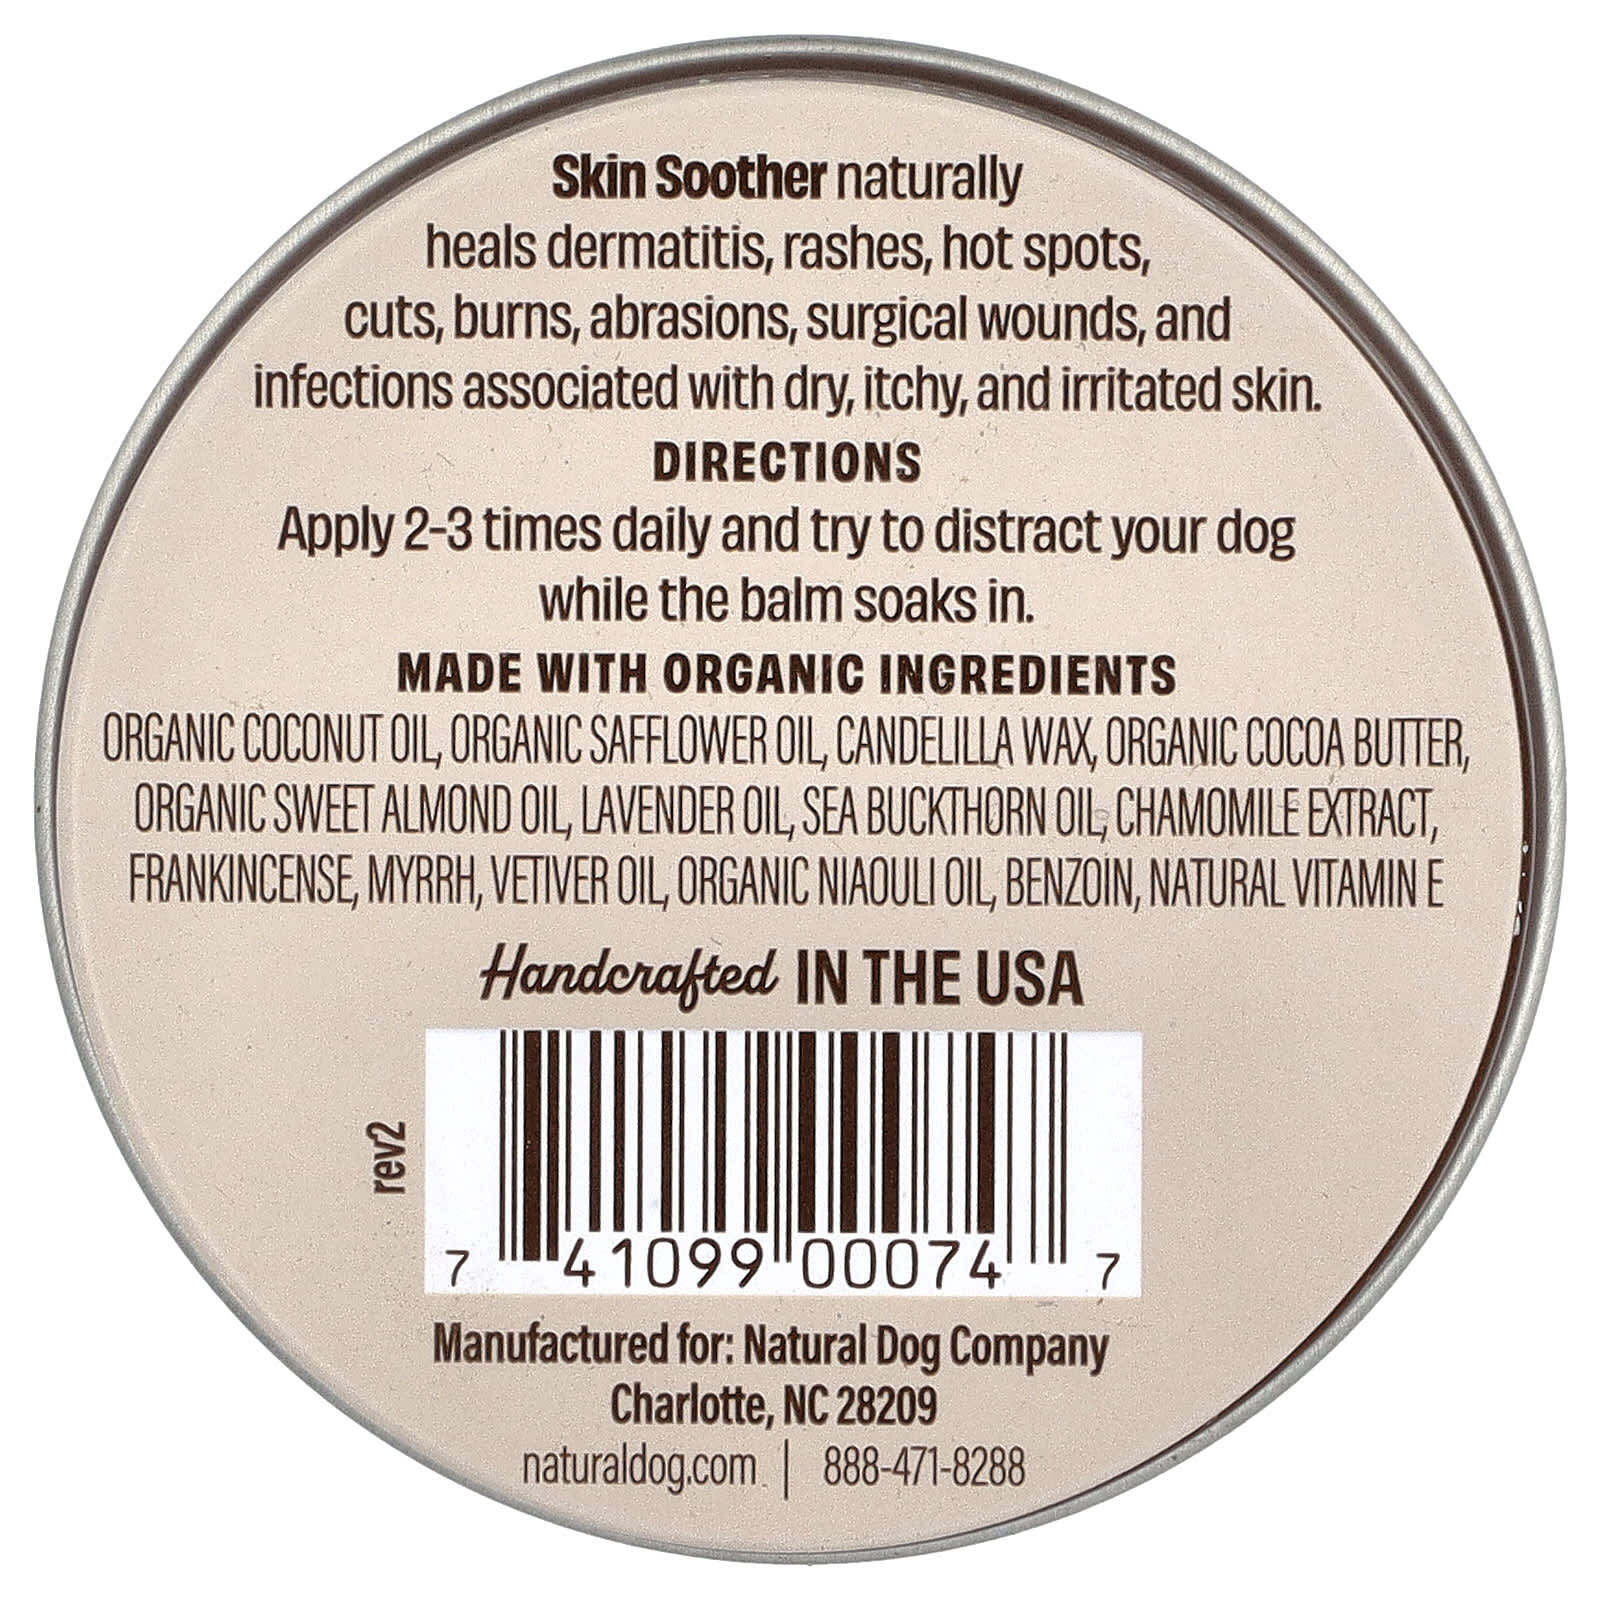 Skin Soother naturally
heals dermatitis, rashes, hot spots,
cuts, burns, abrasions, surgical wounds, and
infections associated with dry, itchy, and irritated skin.
DIRECTIONS
Apply 2-3 times daily and try to distract your dog
while the balm soaks in.
MADE WITH ORGANIC INGREDIENTS
ORGANIC COCONUT OIL, ORGANIC SAFFLOWER OIL, CANDELILLA WAX, ORGANIC COCOA BUTTER,
ORGANIC SWEET ALMOND OIL, LAVENDER OIL, SEA BUCKTHORN OIL, CHAMOMILE EXTRACT,
FRANKINCENSE, MYRRH, VETIVER OIL, ORGANIC NIAOULI OIL, BENZOIN, NATURAL VITAMIN E
Handcrafted IN THE USA
rev2
7 41099 00074 7
Manufactured for: Natural Dog Company
Charlotte, NC 28209
naturaldog.com | 888-471-8288